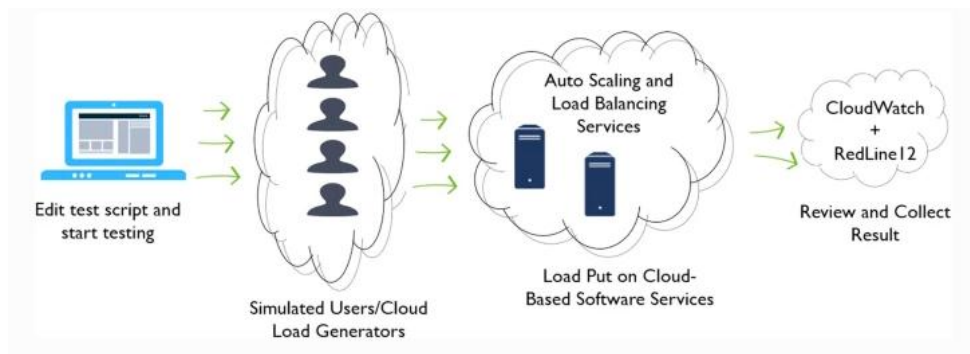 Edit test script and
start testing
Simulated Users/Cloud
Load Generators
Auto Scaling and
Load Balancing
Services
Load Put on Cloud-
Based Software Services
CloudWatch
+
RedLine12
Review and Collect
Result